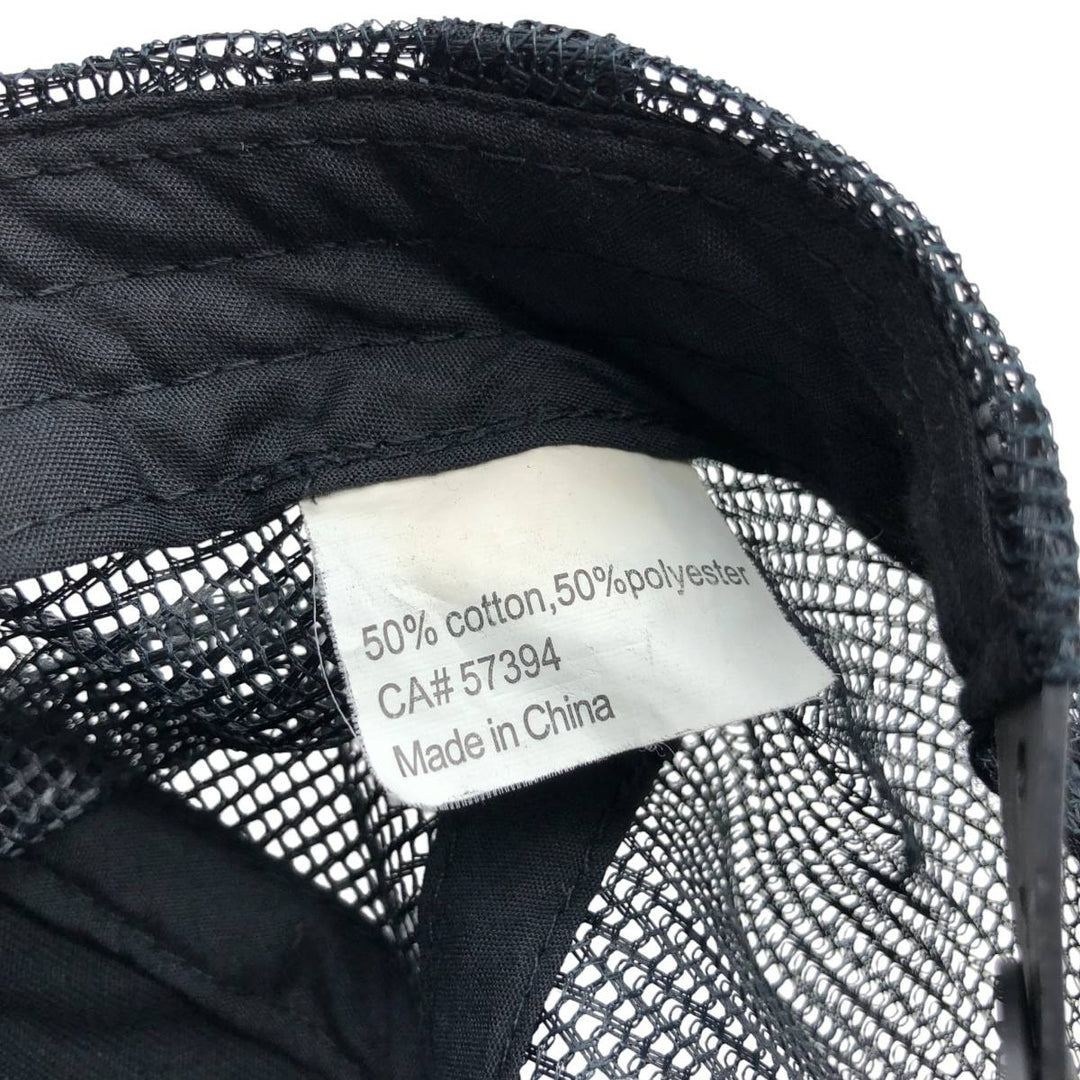 50% cotton,50%polyester
CA# 57394
Made in China